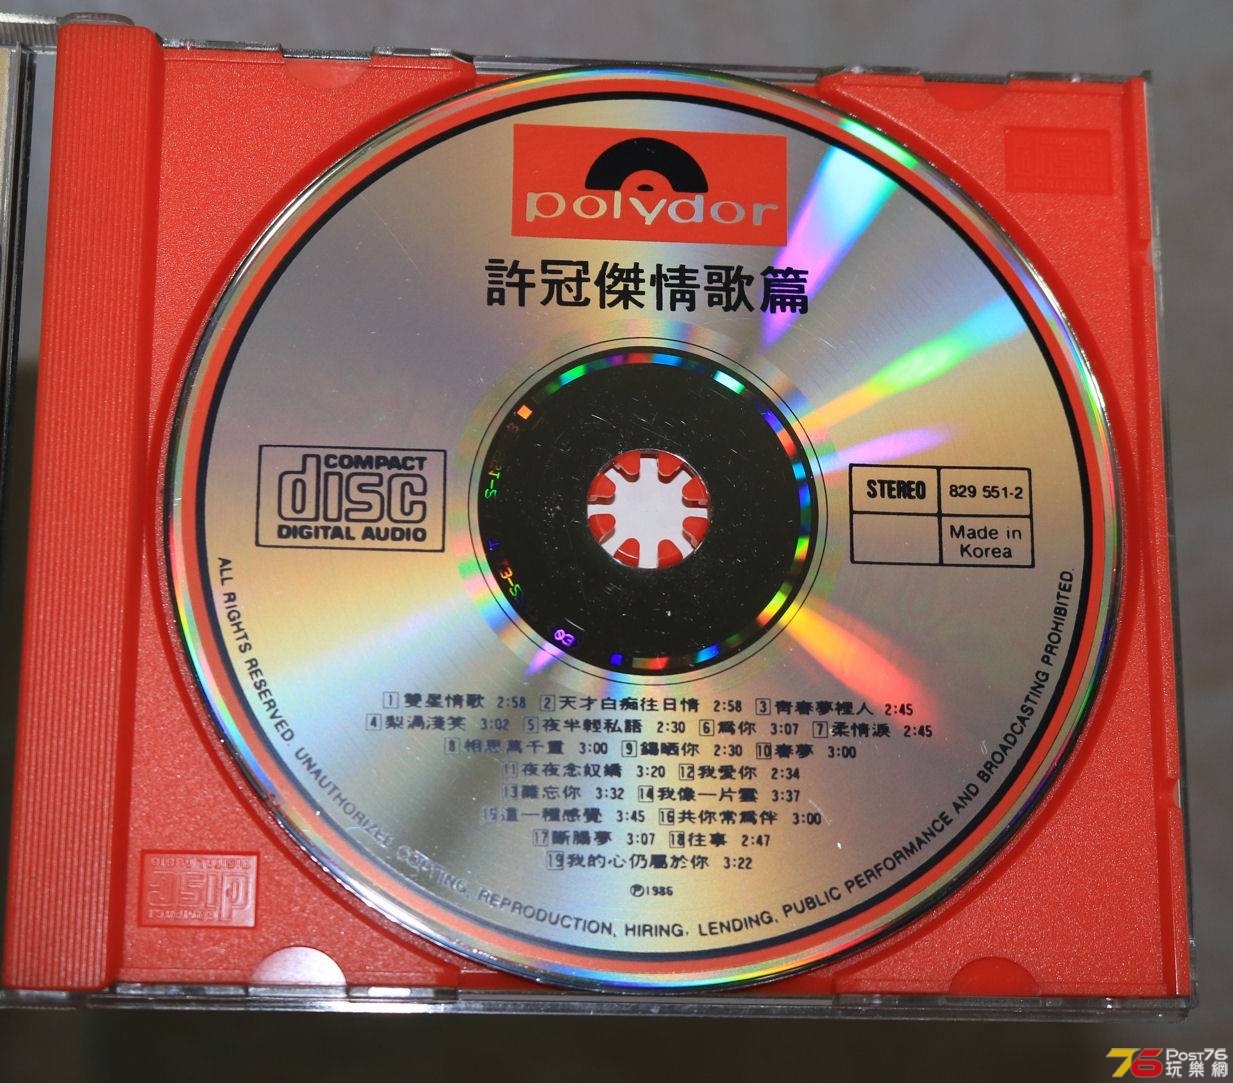 polydor
許冠傑情歌篇
COMPACT
disc
DIGITAL AUDIO
STEREO
829 551-2
Made in
Korea
1 雙星情歌 2:58 2 天才白痴往日情 2:58 3 青春夢裡人 2:45
4 梨渦淺笑 3:02 5 夜半輕私語 2:30 6 為你 3:07 7 柔情淚 2:45
8 相思萬千重 3:00 9 錫晒你 2:30 10 春夢 3:00
11 夜夜念奴嬌 3:20 12 我愛你 2:34
13 難忘你 3:32 14 我像一片雲 3:37
15 這一種感覺 3:45 16 共你常為伴 3:00
17 斷腸夢 3:07 18 往事 2:47
19 我的心仍屬於你 3:22
℗1986
ALL RIGHTS RESERVED. UNAUTHORIZED COPYING, REPRODUCTION, HIRING, LENDING, PUBLIC PERFORMANCE AND BROADCASTING PROHIBITED.
76 Post76
玩樂網